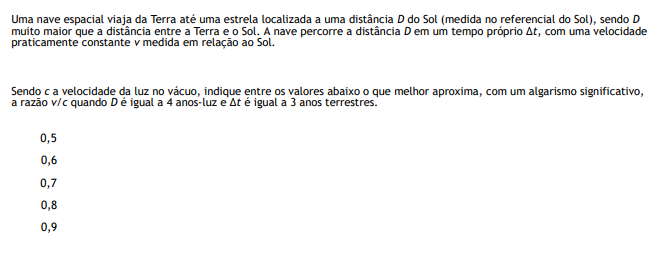 Uma nave espacial viaja da Terra até uma estrela localizada a uma distância D do Sol (medida no referencial do Sol), sendo D
muito maior que a distância entre a Terra e o Sol. A nave percorre a distância D em um tempo próprio Δt, com uma velocidade
praticamente constante v medida em relação ao Sol.
Sendo c a velocidade da luz no vácuo, indique entre os valores abaixo o que melhor aproxima, com um algarismo significativo,
a razão v/c quando D é igual a 4 anos-luz e Δt é igual a 3 anos terrestres.
0,5
0,6
0,7
0,8
0,9